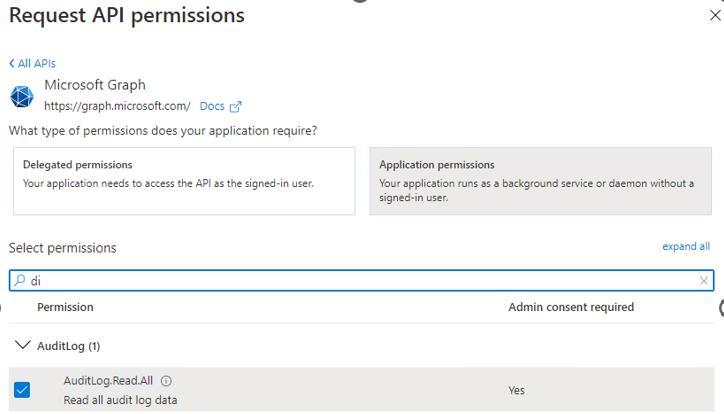 Request API permissions
All APIs
Microsoft Graph
https://graph.microsoft.com/ Docs
What type of permissions does your application require?
Delegated permissions
Your application needs to access the API as the signed-in user.
Application permissions
Your application runs as a background service or daemon without a
signed-in user.
Select permissions
expand all
di
Permission
Admin consent required
AuditLog (1)
AuditLog.Read.All
Read all audit log data
Yes